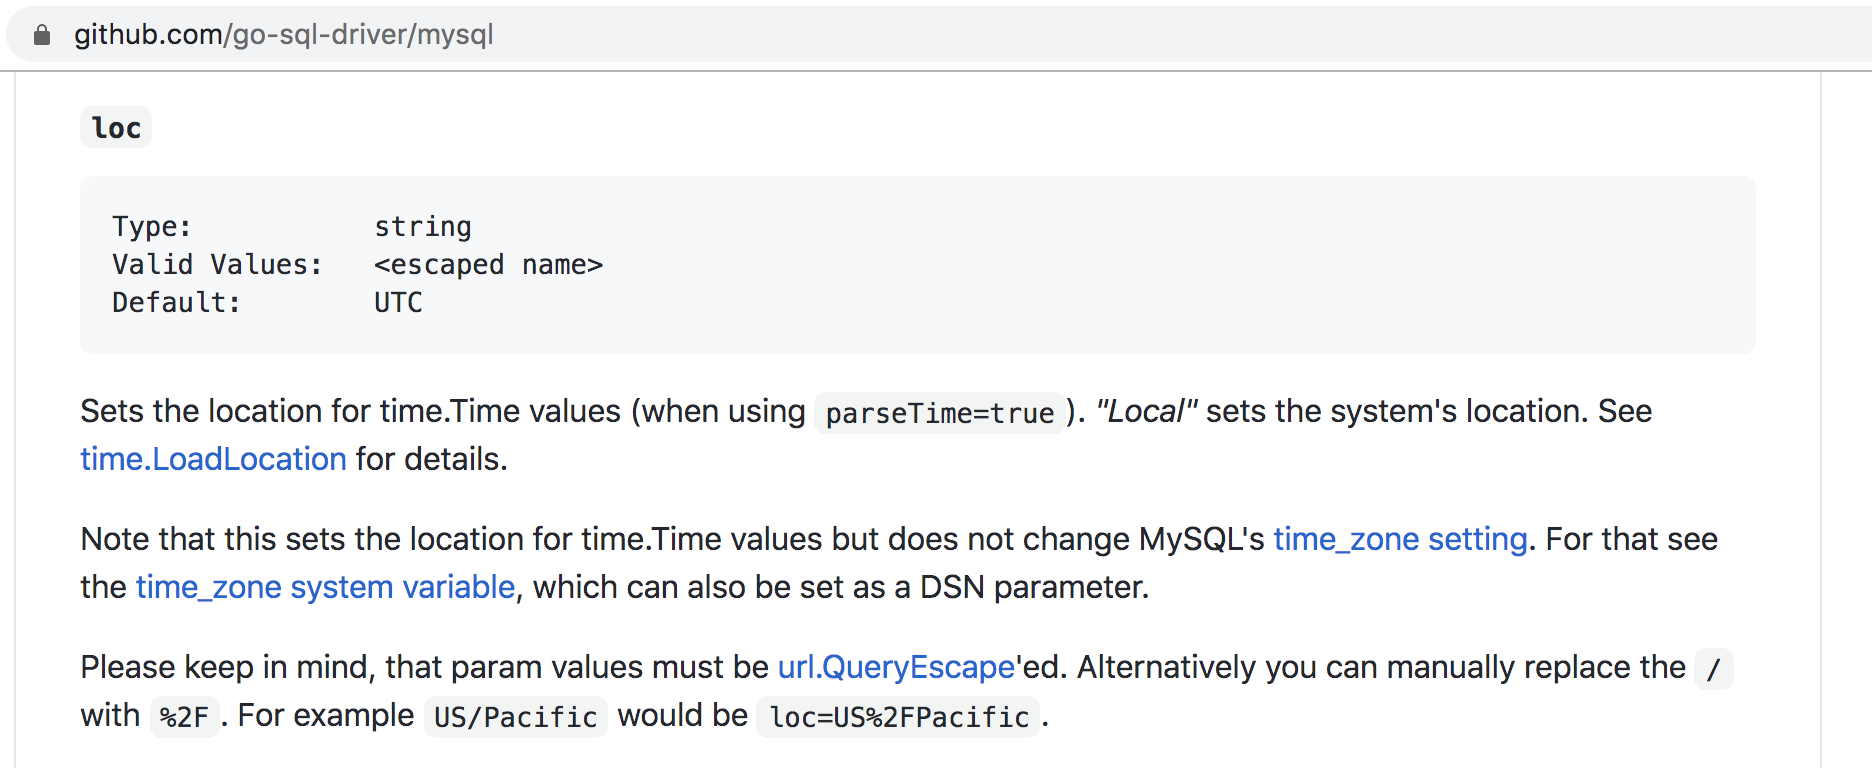 github.com/go-sql-driver/mysql
loc
Type: string
Valid Values: <escaped name>
Default: UTC
Sets the location for time.Time values (when using parseTime=true). "Local" sets the system's location. See
time.LoadLocation for details.
Note that this sets the location for time.Time values but does not change MySQL's time_zone setting. For that see
the time_zone system variable, which can also be set as a DSN parameter.
Please keep in mind, that param values must be url.QueryEscape'ed. Alternatively you can manually replace the /
with %2F. For example US/Pacific would be loc=US%2FPacific.